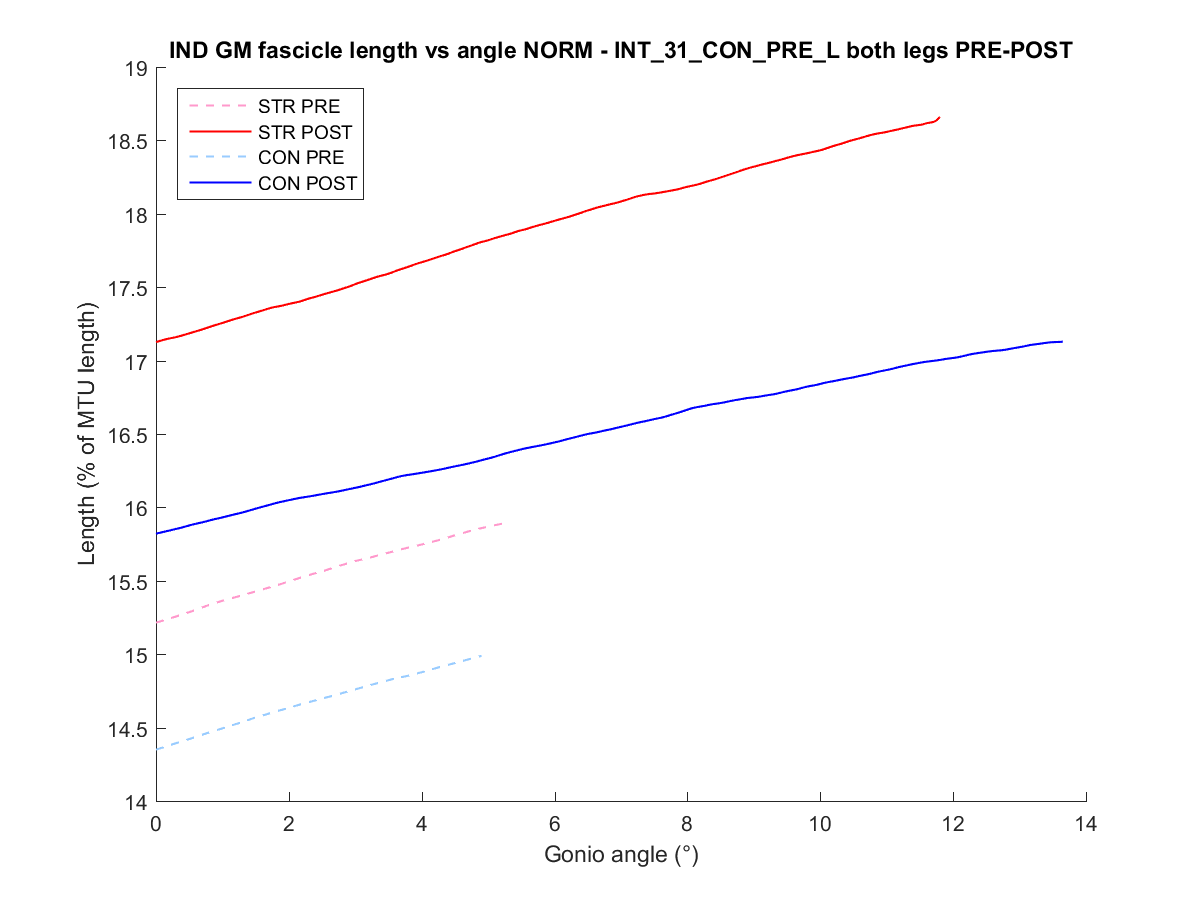 IND GM fascicle length vs angle NORM - INT_31_CON_PRE_L both legs PRE-POST
19
18.5
18
17.5
17
16.5
16
15.5
15
14.5
14
Length (% of MTU length)
STR PRE
STR POST
CON PRE
CON POST
0 2 4 6 8 10 12 14
Gonio angle (°)